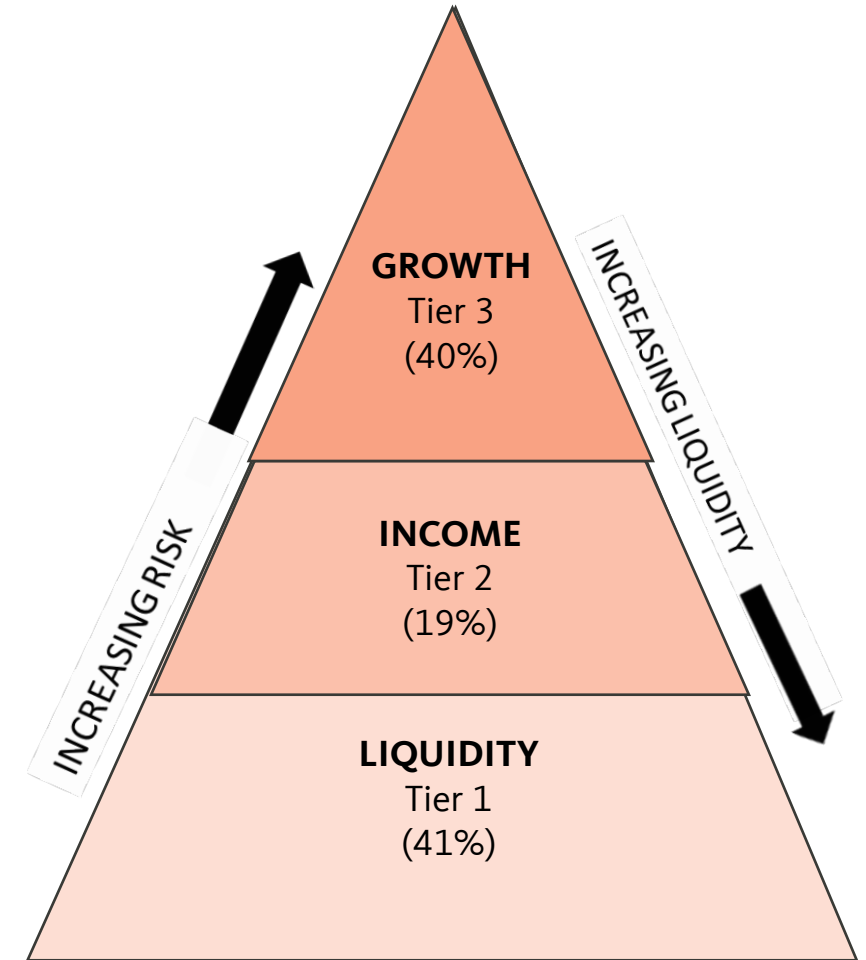 GROWTH
Tier 3
(40%)
INCREASING LIQUIDITY
INCOME
Tier 2
(19%)
INCREASING RISK
LIQUIDITY
Tier 1
(41%)